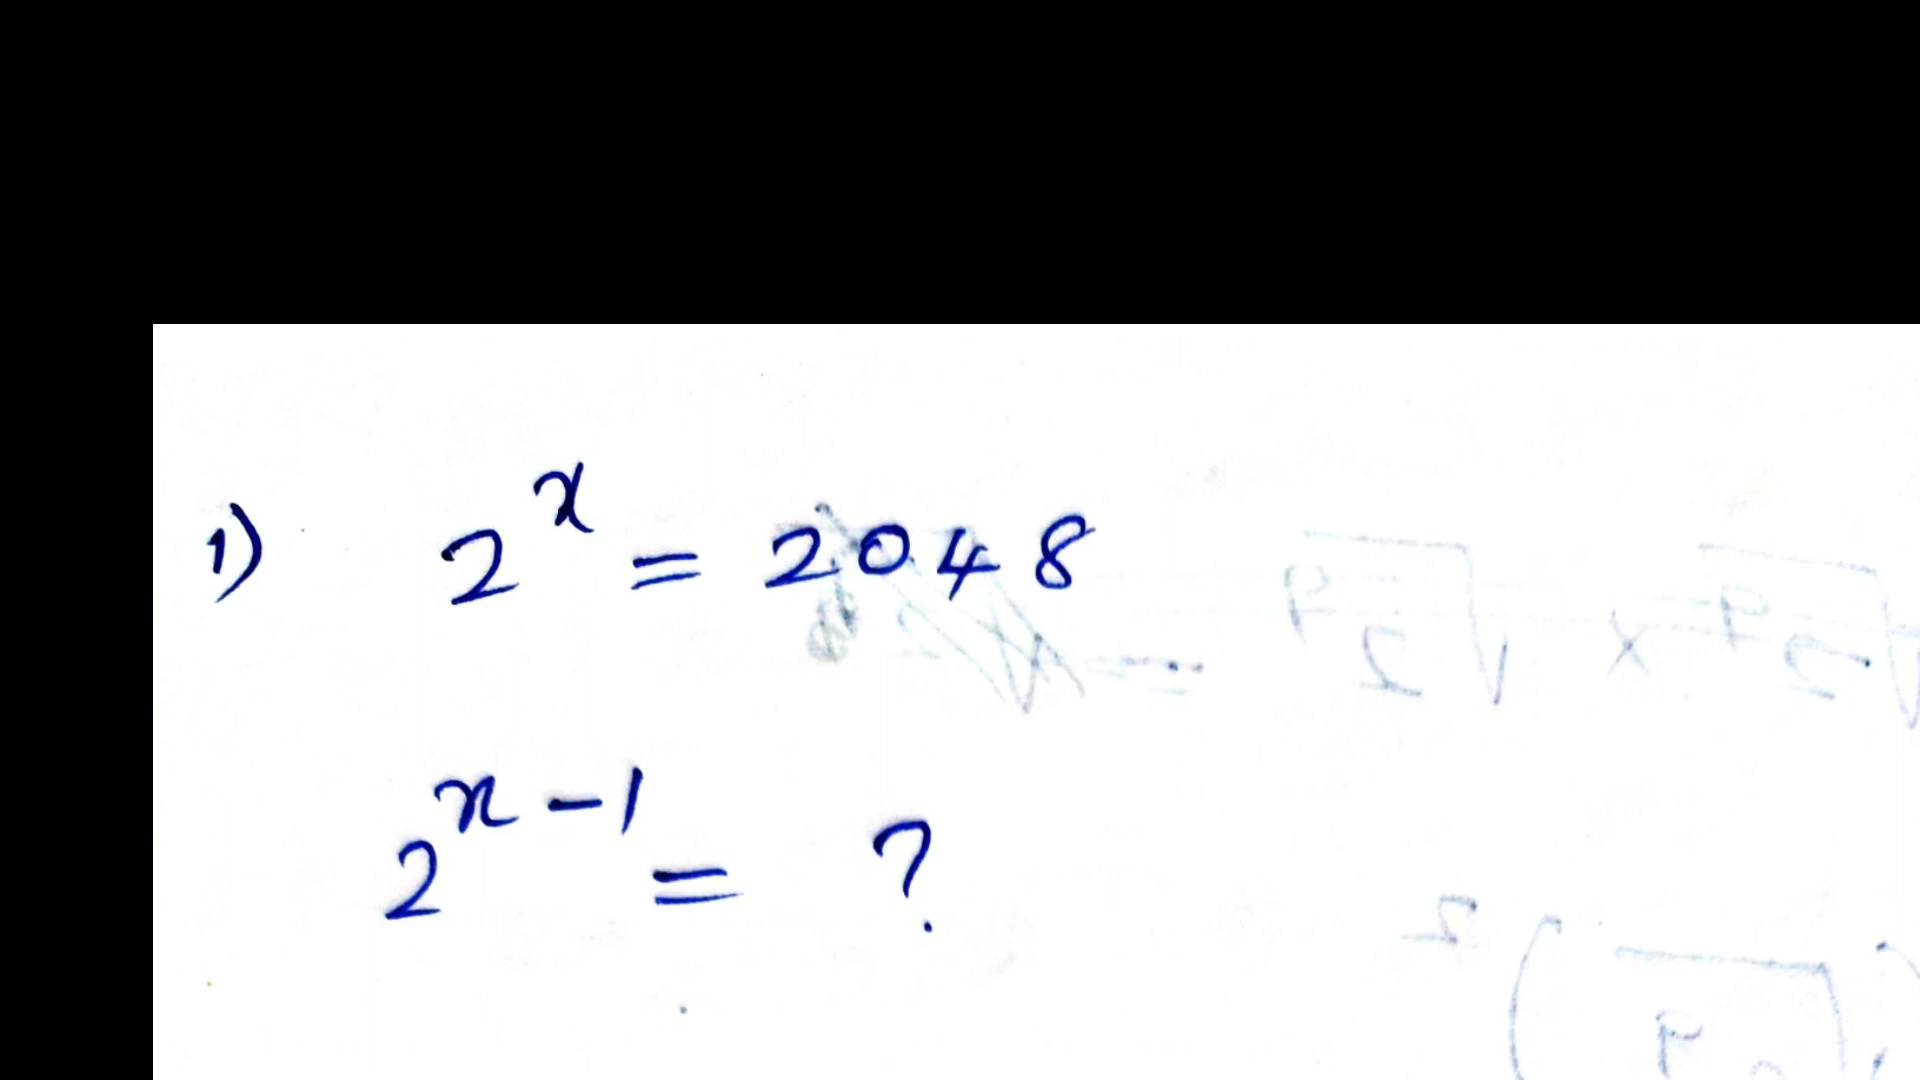 1) 2^x = 2048
2^{x-1} = ?